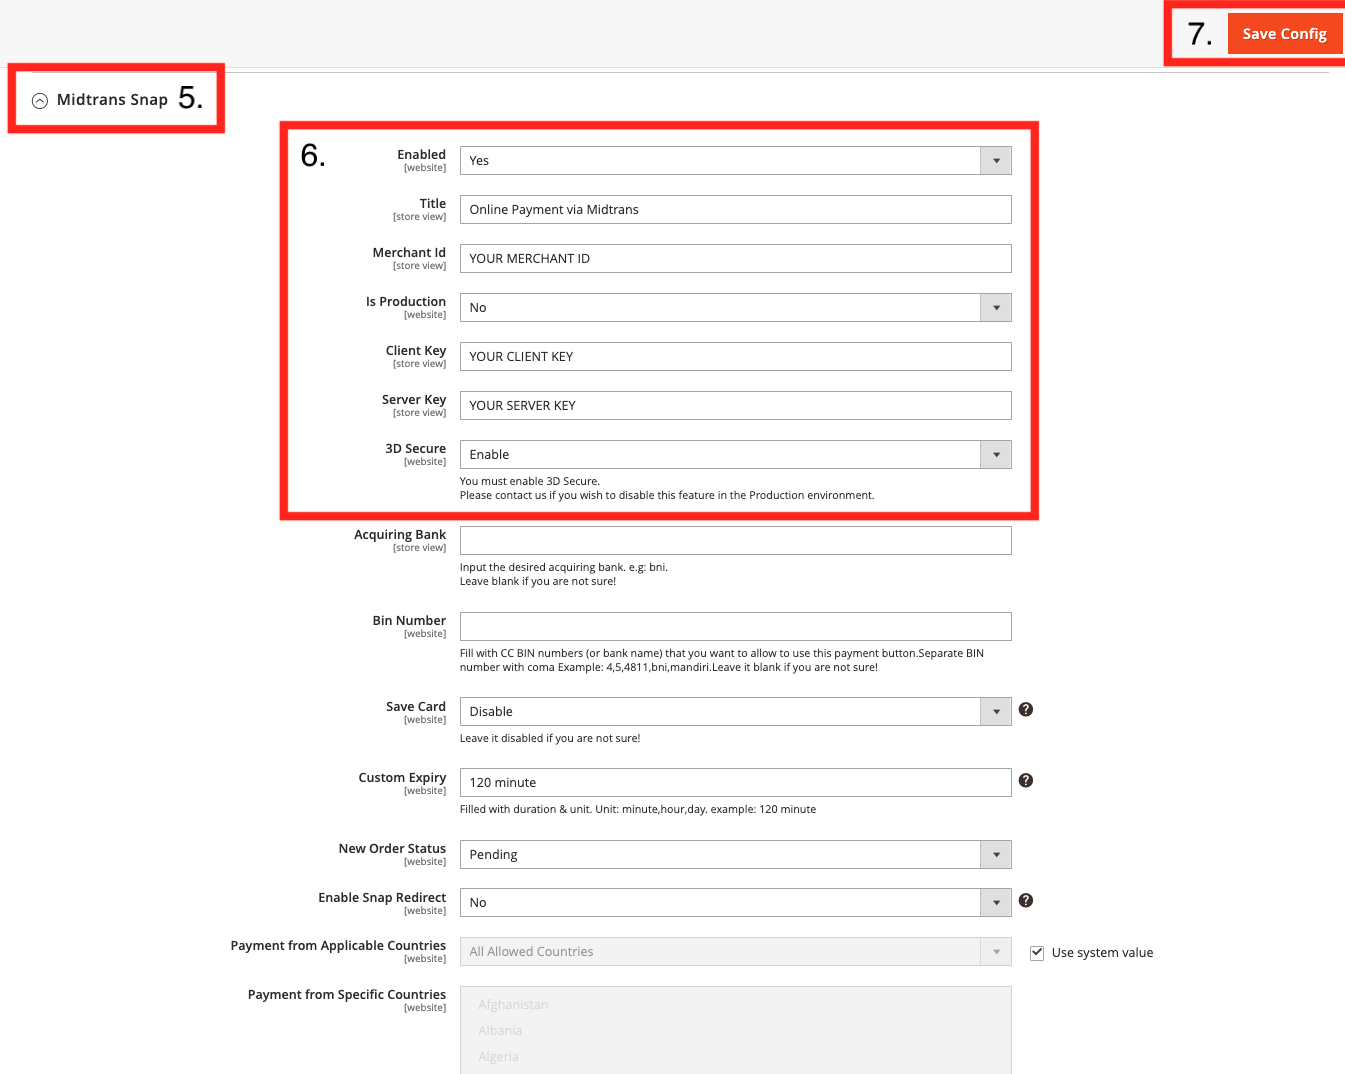 7. Save Config
Midtrans Snap 5.
6.
Enabled
[website]
Yes
Title
[store view]
Online Payment via Midtrans
Merchant Id
[store view]
YOUR MERCHANT ID
Is Production
[website]
No
Client Key
[store view]
YOUR CLIENT KEY
Server Key
[store view]
YOUR SERVER KEY
3D Secure
[website]
Enable
You must enable 3D Secure.
Please contact us if you wish to disable this feature in the Production environment.
Acquiring Bank
[store view]
Input the desired acquiring bank. e.g: bni.
Leave blank if you are not sure!
Bin Number
[website]
Fill with CC BIN numbers (or bank name) that you want to allow to use this payment button.Separate BIN
number with coma Example: 4,5,4811,bni,mandiri.Leave it blank if you are not sure!
Save Card
[website]
Disable
?
Leave it disabled if you are not sure!
Custom Expiry
[website]
120 minute
?
Filled with duration & unit. Unit: minute,hour,day. example: 120 minute
New Order Status
[website]
Pending
Enable Snap Redirect
[website]
No
?
Payment from Applicable Countries
[website]
All Allowed Countries
Use system value
Payment from Specific Countries
[website]
Afghanistan
Albania
Algeria